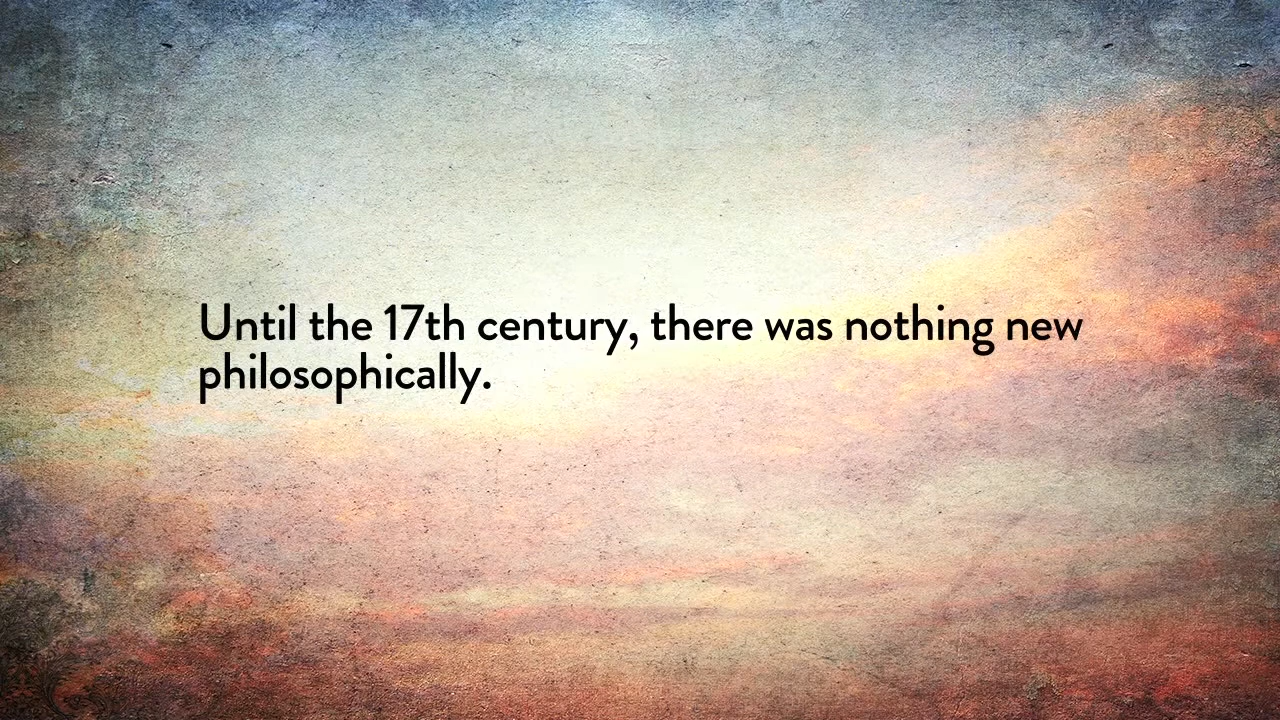 Until the 17th century, there was nothing new
philosophically.